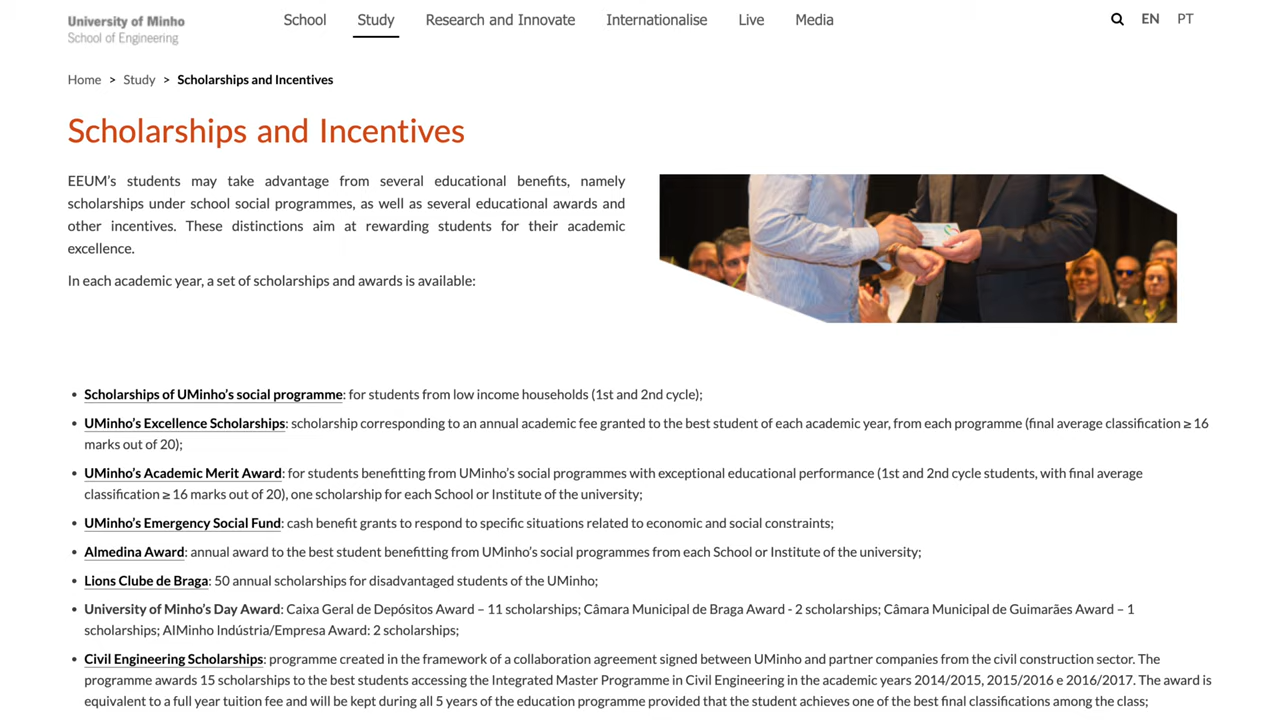 University of Minho
School of Engineering
School Study Research and Innovate Internationalise Live Media EN PT
Home > Study > Scholarships and Incentives
Scholarships and Incentives
EEUM's students may take advantage from several educational benefits, namely
scholarships under school social programmes, as well as several educational awards and
other incentives. These distinctions aim at rewarding students for their academic
excellence.
In each academic year, a set of scholarships and awards is available:
• Scholarships of UMinho's social programme: for students from low income households (1st and 2nd cycle);
• UMinho's Excellence Scholarships: scholarship corresponding to an annual academic fee granted to the best student of each academic year, from each programme (final average classification ≥ 16
marks out of 20);
• UMinho's Academic Merit Award: for students benefitting from UMinho's social programmes with exceptional educational performance (1st and 2nd cycle students, with final average
classification ≥ 16 marks out of 20), one scholarship for each School or Institute of the university;
• UMinho's Emergency Social Fund: cash benefit grants to respond to specific situations related to economic and social constraints;
• Almedina Award: annual award to the best student benefitting from UMinho's social programmes from each School or Institute of the university;
• Lions Clube de Braga: 50 annual scholarships for disadvantaged students of the UMinho;
• University of Minho's Day Award: Caixa Geral de Depósitos Award – 11 scholarships; Câmara Municipal de Braga Award - 2 scholarships; Câmara Municipal de Guimarães Award – 1
scholarships; AIMinho Indústria/Empresa Award: 2 scholarships;
• Civil Engineering Scholarships: programme created in the framework of a collaboration agreement signed between UMinho and partner companies from the civil construction sector. The
programme awards 15 scholarships to the best students accessing the Integrated Master Programme in Civil Engineering in the academic years 2014/2015, 2015/2016 e 2016/2017. The award is
equivalent to a full year tuition fee and will be kept during all 5 years of the education programme provided that the student achieves one of the best final classifications among the class;